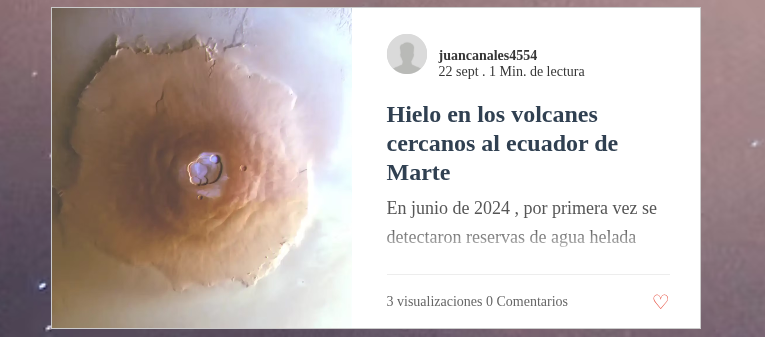 juancanales4554
22 sept . 1 Min. de lectura
Hielo en los volcanes
cercanos al ecuador de
Marte
En junio de 2024 , por primera vez se
detectaron reservas de agua helada
3 visualizaciones 0 Comentarios